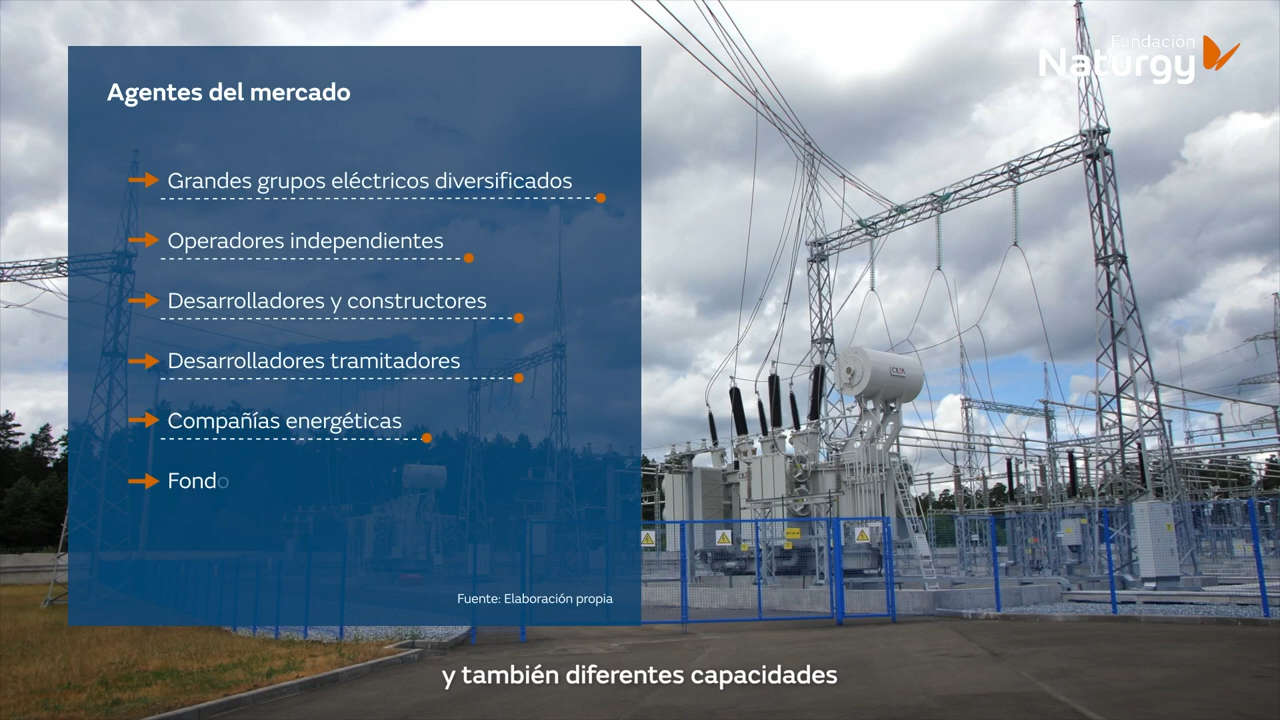 Fundación
Naturgy
Agentes del mercado
Grandes grupos eléctricos diversificados
Operadores independientes
Desarrolladores y constructores
Desarrolladores tramitadores
Compañías energéticas
Fondo
Fuente: Elaboración propia
y también diferentes capacidades